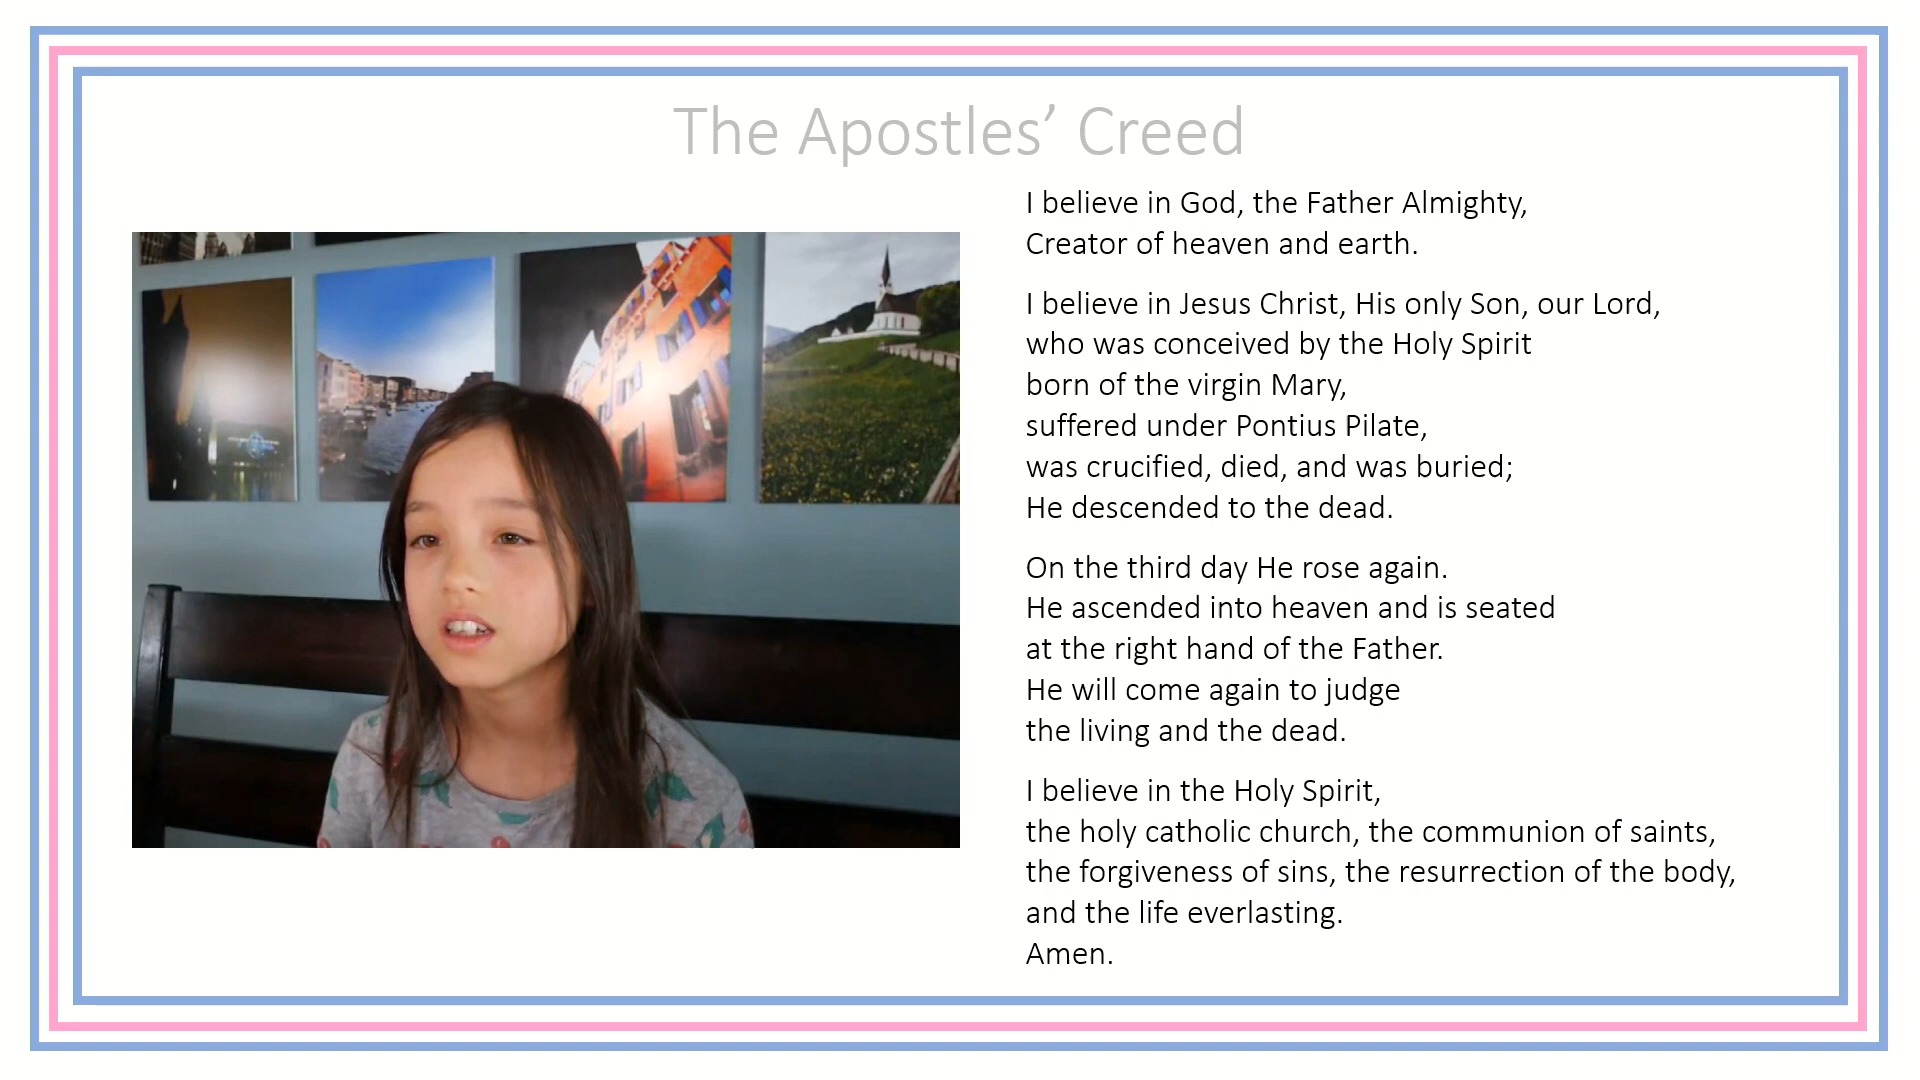 The Apostles’ Creed
I believe in God, the Father Almighty,
Creator of heaven and earth.
I believe in Jesus Christ, His only Son, our Lord,
who was conceived by the Holy Spirit
born of the virgin Mary,
suffered under Pontius Pilate,
was crucified, died, and was buried;
He descended to the dead.
On the third day He rose again.
He ascended into heaven and is seated
at the right hand of the Father.
He will come again to judge
the living and the dead.
I believe in the Holy Spirit,
the holy catholic church, the communion of saints,
the forgiveness of sins, the resurrection of the body,
and the life everlasting.
Amen.